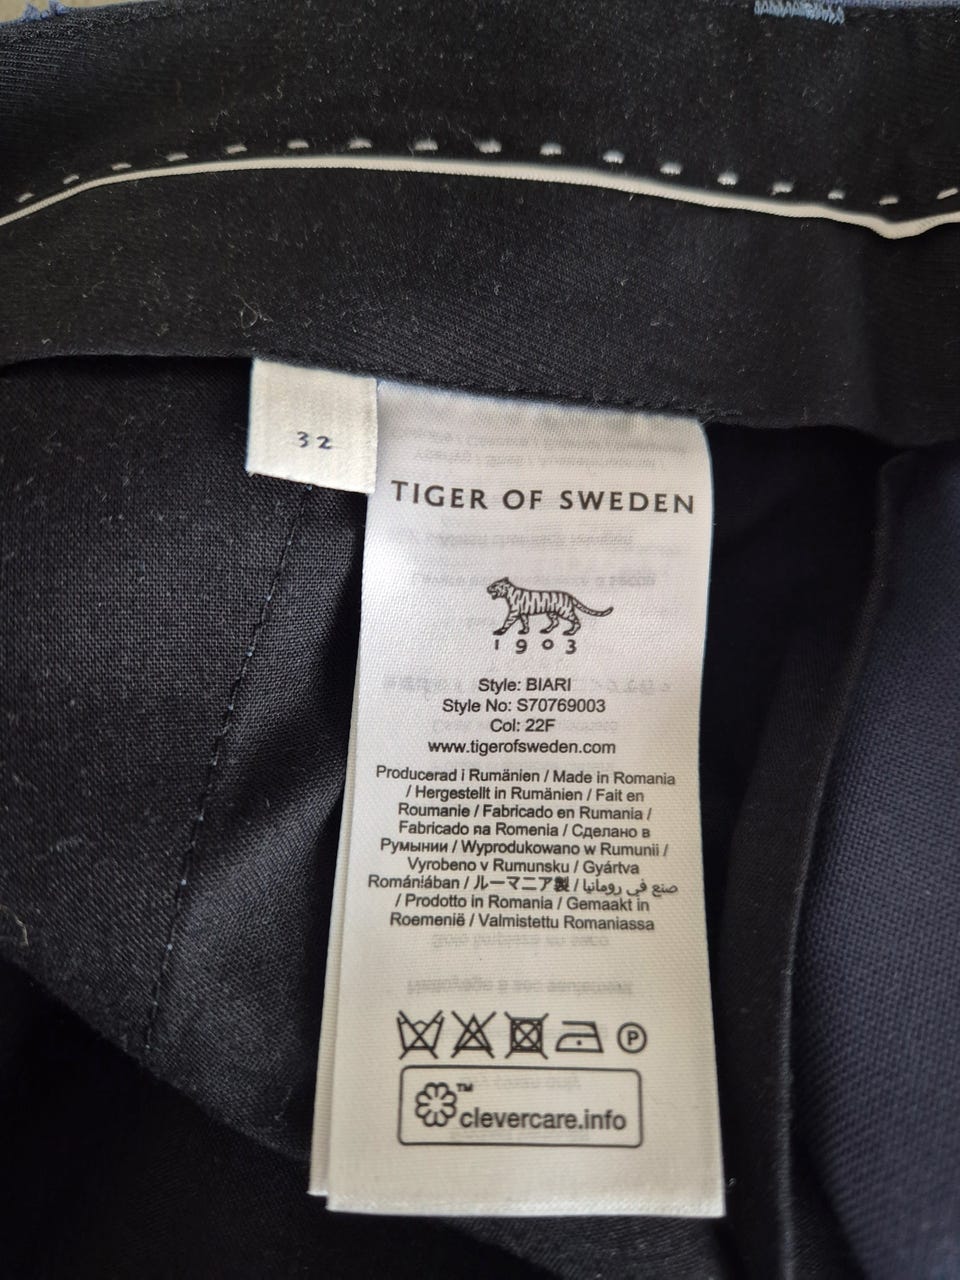 32
TIGER OF SWEDEN
1903
Style: BIARI
Style No: S70769003
Col: 22F
www.tigerofsweden.com
Producerad i Rumänien / Made in Romania
/ Hergestellt in Rumänien / Fait en
Roumanie / Fabricado en Rumania /
Fabricado na Romenia / Сделано в
Румынии / Wyprodukowano w Rumunii /
Vyrobeno v Rumunsku / Gyártva
Romániában / ルーマニア製 / صنع في رومانيا
/ Prodotto in Romania / Gemaakt in
Roemenië / Valmistettu Romaniassa
P
TM
clevercare.info